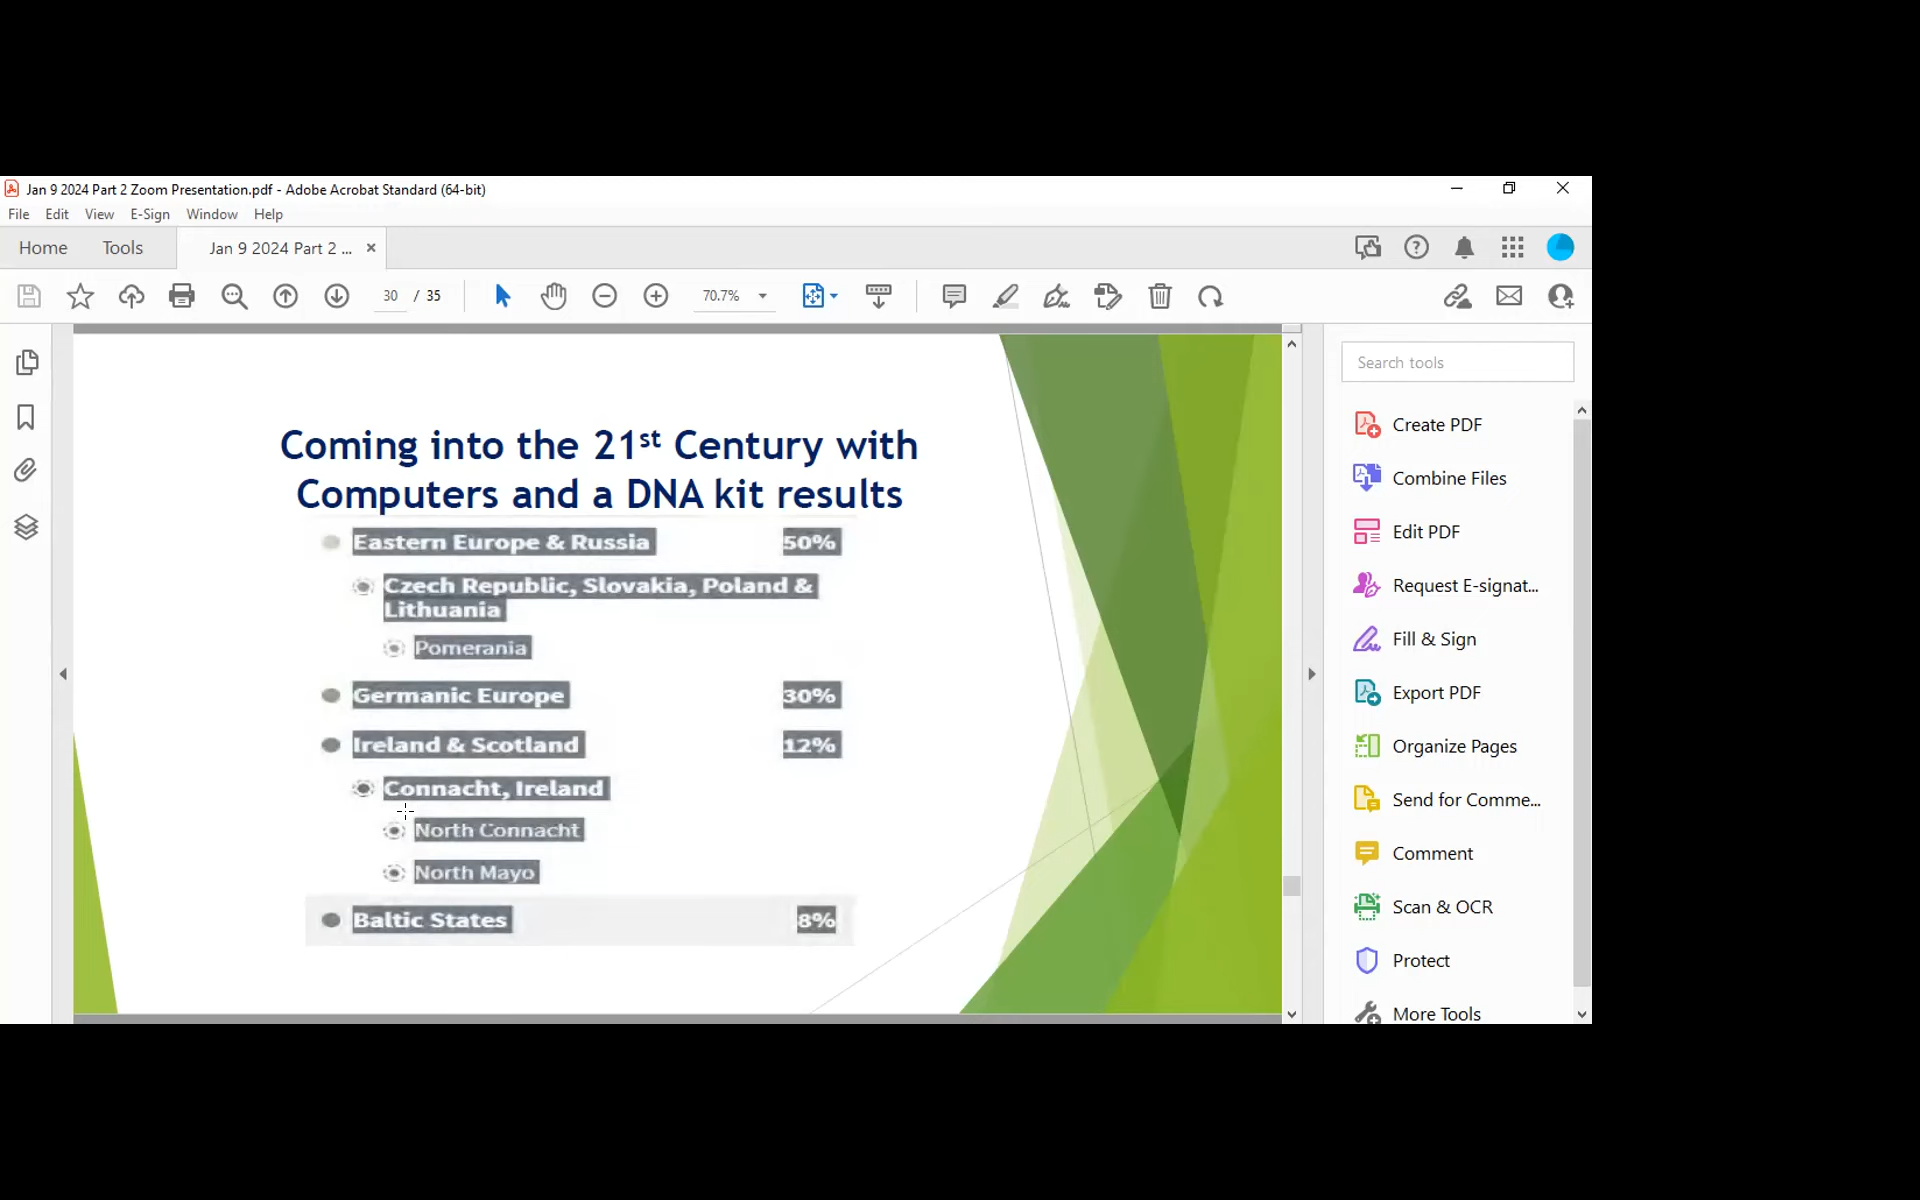 Jan 9 2024 Part 2 Zoom Presentation.pdf - Adobe Acrobat Standard (64-bit)
File Edit View E-Sign Window Help
Home Tools Jan 9 2024 Part 2 ...
30 / 35 70.7%
Search tools
Create PDF
Combine Files
Edit PDF
Request E-signat...
Fill & Sign
Export PDF
Organize Pages
Send for Comme...
Comment
Scan & OCR
Protect
More Tools
Coming into the 21st Century with
Computers and a DNA kit results
Eastern Europe & Russia 50%
Czech Republic, Slovakia, Poland &
Lithuania
Pomerania
Germanic Europe 30%
Ireland & Scotland 12%
Connacht, Ireland
North Connacht
North Mayo
Baltic States 8%